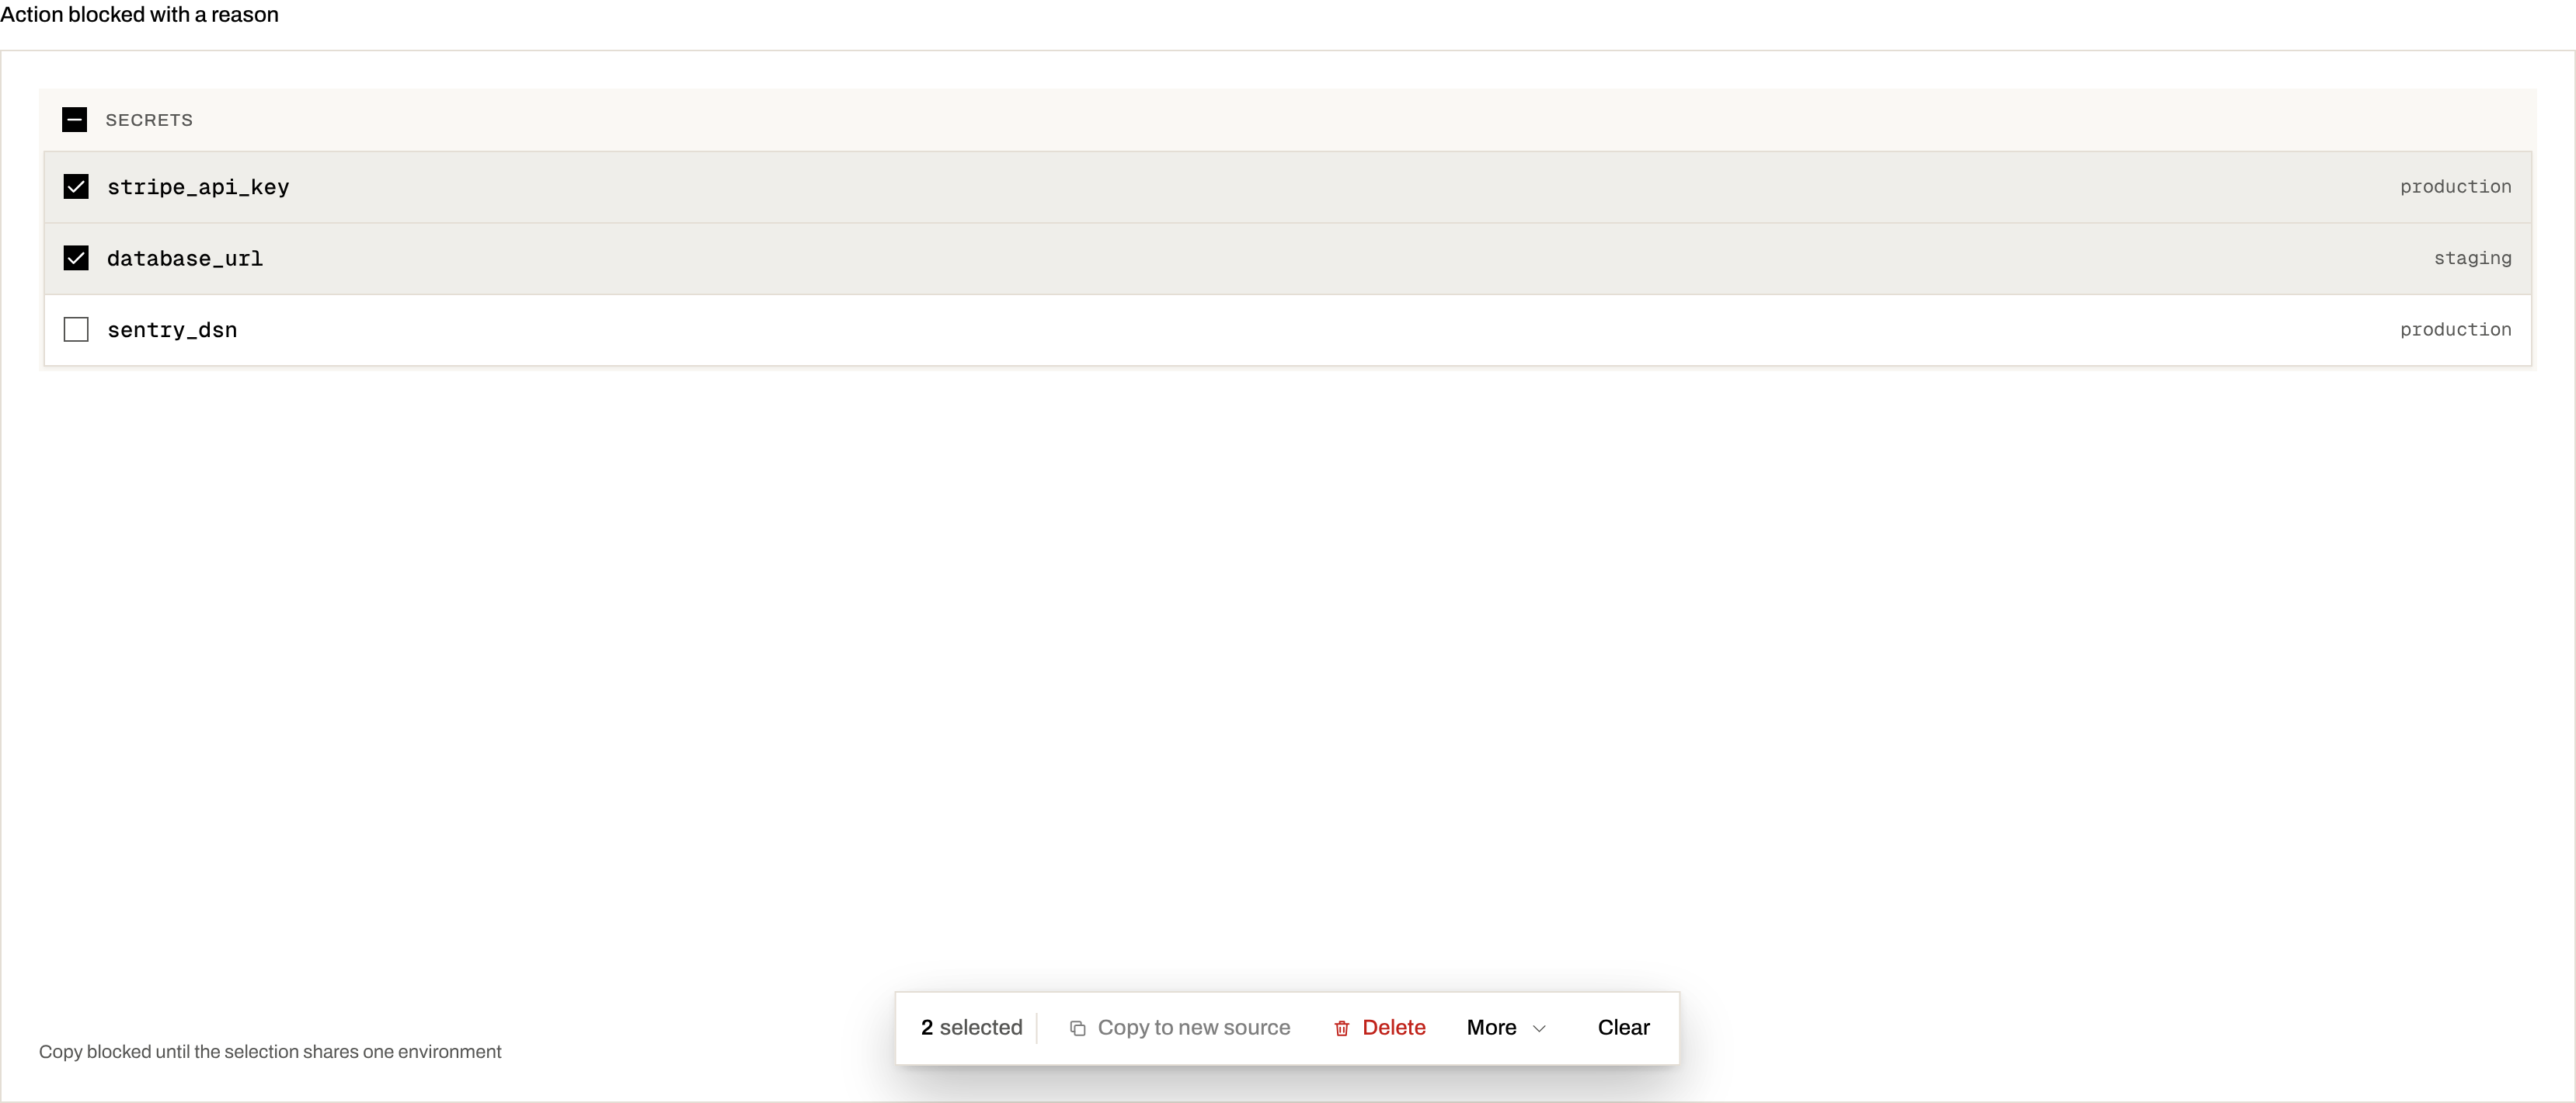 Action blocked with a reason
SECRETS
stripe_api_key production
database_url staging
sentry_dsn production
2 selected Copy to new source Delete More Clear
Copy blocked until the selection shares one environment